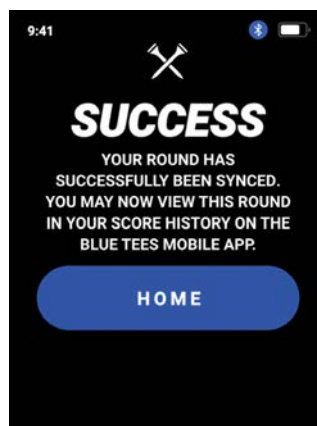 9:41
SUCCESS
YOUR ROUND HAS
SUCCESSFULLY BEEN SYNCED.
YOU MAY NOW VIEW THIS ROUND
IN YOUR SCORE HISTORY ON THE
BLUE TEES MOBILE APP.
HOME